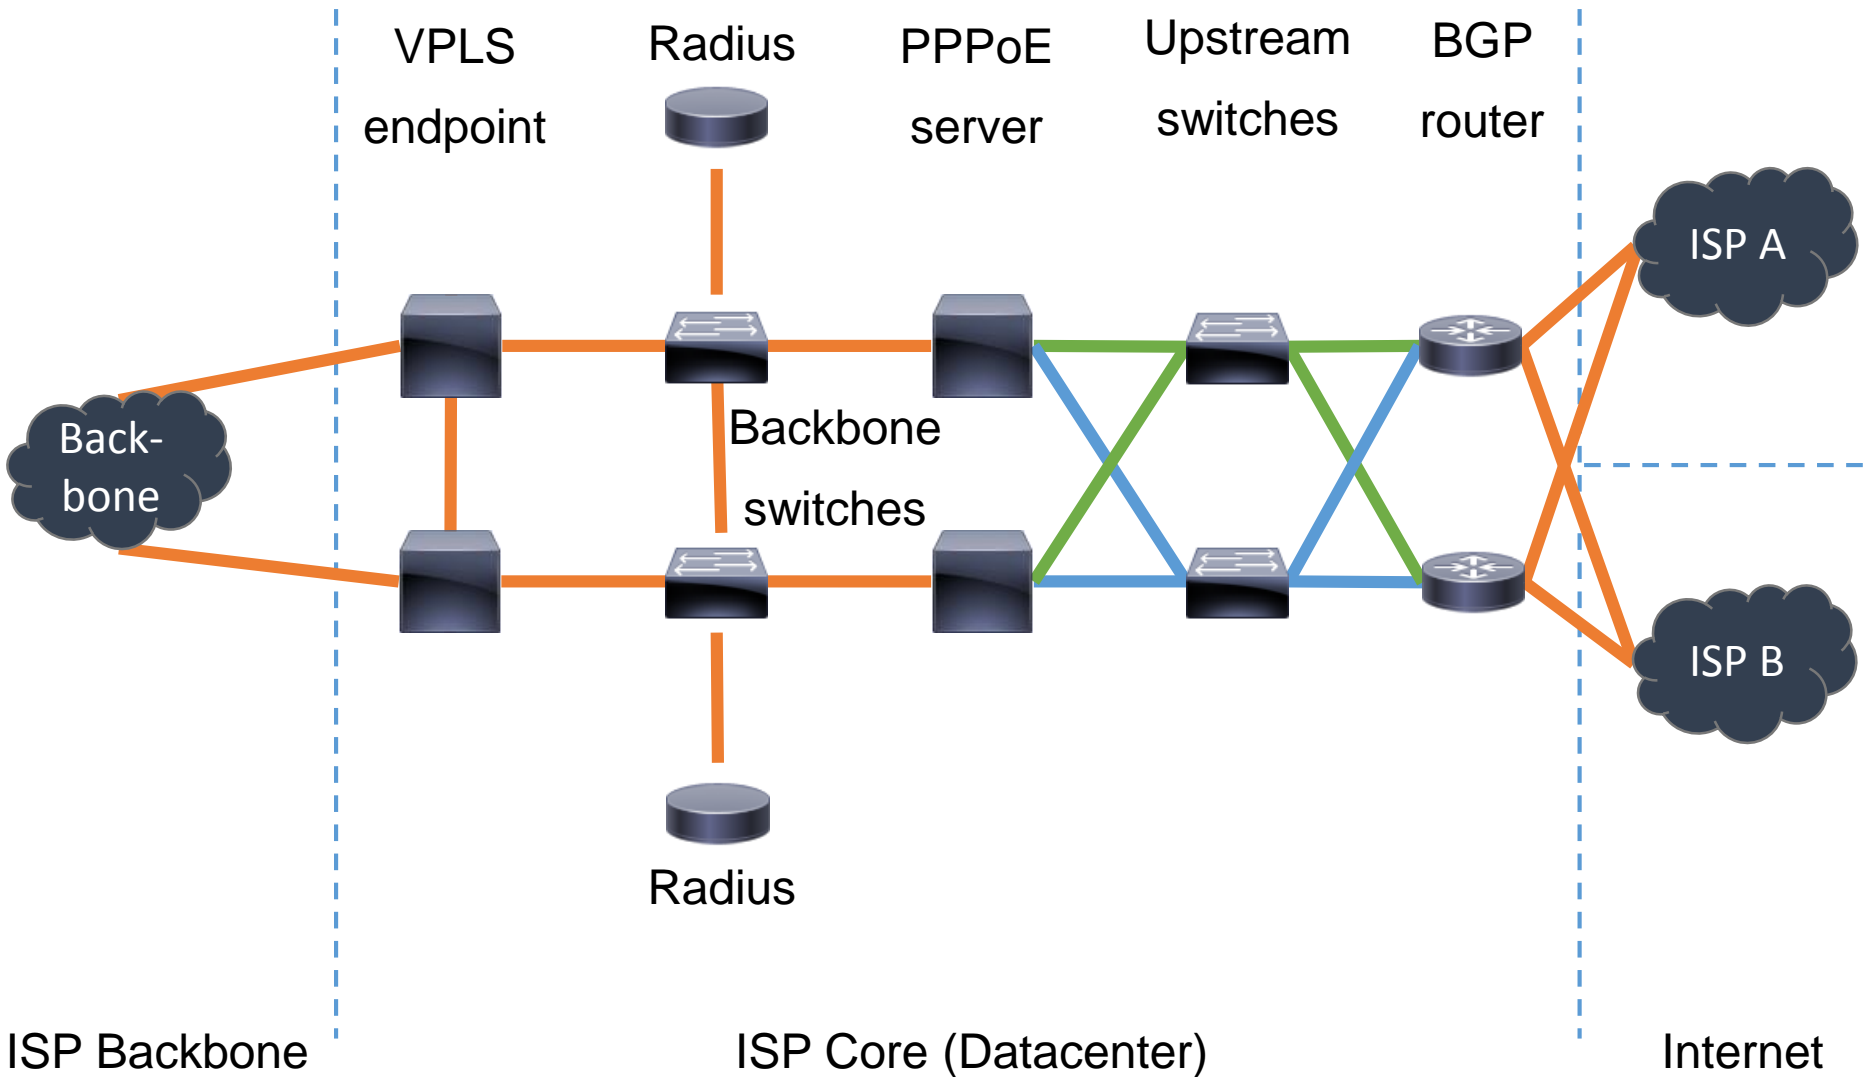 VPLS
endpoint
Radius
PPPoE
server
Upstream
switches
BGP
router
ISP A
Back-
bone
Backbone
switches
ISP B
Radius
ISP Backbone
ISP Core (Datacenter)
Internet